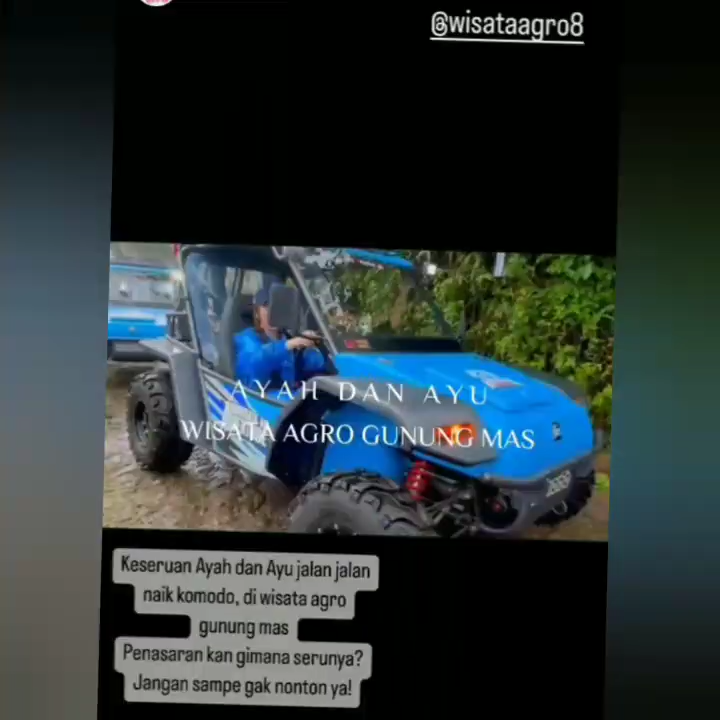 @wisataagro8
AYAH DAN AYU
WISATA AGRO GUNUNG MAS
Keseruan Ayah dan Ayu jalan jalan
naik komodo, di wisata agro
gunung mas
Penasaran kan gimana serunya?
Jangan sampe gak nonton ya!